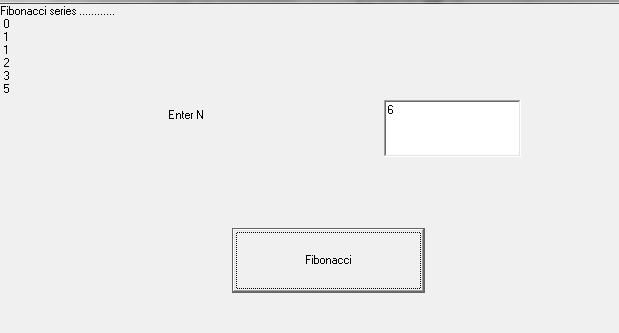 Fibonacci series ............
0
1
1
2
3
5
Enter N
6
Fibonacci